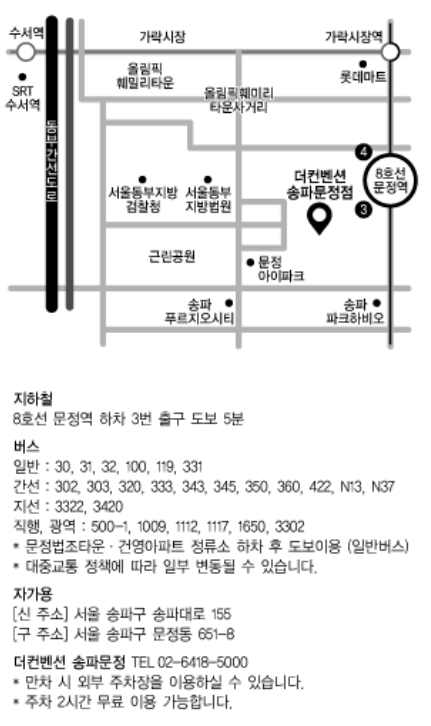 수서역
가락시장
가락시장역
SRT
수서역
올림픽
훼밀리타운
롯데마트
올림픽훼미리
타운사거리
동부간선도로
4
8호선
문정역
3
더컨벤션
송파문정점
서울동부지방
검찰청
서울동부
지방법원
근린공원
문정
아이파크
송파
푸르지오시티
송파
파크하비오
지하철
8호선 문정역 하차 3번 출구 도보 5분
버스
일반 : 30, 31, 32, 100, 119, 331
간선 : 302, 303, 320, 333, 343, 345, 350, 360, 422, N13, N37
지선 : 3322, 3420
직행, 광역 : 500-1, 1009, 1112, 1117, 1650, 3302
* 문정법조타운 · 건영아파트 정류소 하차 후 도보이용 (일반버스)
* 대중교통 정책에 따라 일부 변동될 수 있습니다.
자가용
[신 주소] 서울 송파구 송파대로 155
[구 주소] 서울 송파구 문정동 651-8
더컨벤션 송파문정 TEL 02-6418-5000
* 만차 시 외부 주차장을 이용하실 수 있습니다.
* 주차 2시간 무료 이용 가능합니다.